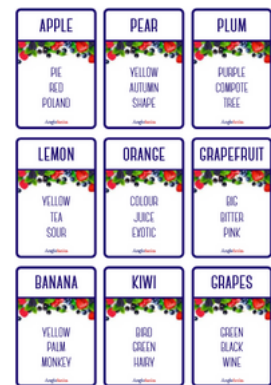 APPLE
PIE
RED
POLAND
PEAR
YELLOW
AUTUMN
SHAPE
PLUM
PURPLE
COMPOTE
TREE
LEMON
YELLOW
TEA
SOUR
ORANGE
COLOUR
JUICE
EXOTIC
GRAPEFRUIT
BIG
BITTER
PINK
BANANA
YELLOW
PALM
MONKEY
KIWI
BIRD
GREEN
HAIRY
GRAPES
GREEN
BLACK
WINE